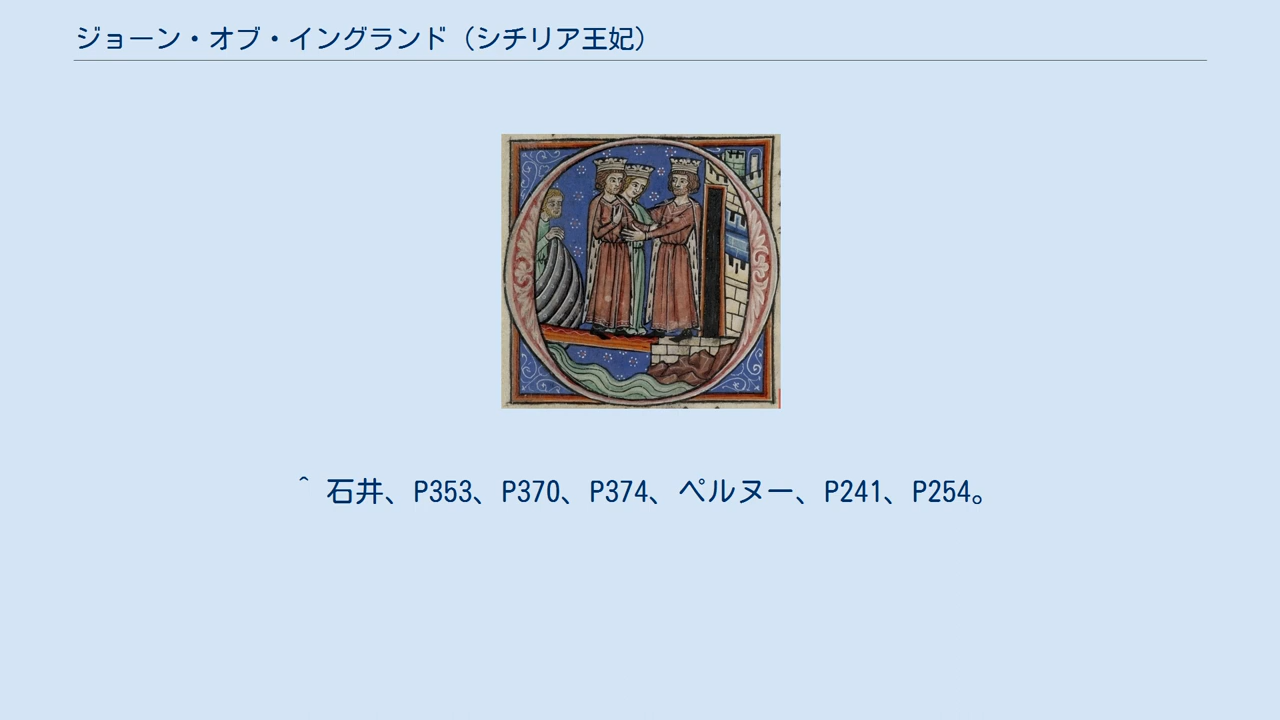 ジョーン・オブ・イングランド（シチリア王妃）
^ 石井、P353、P370、P374、ペルヌー、P241、P254。